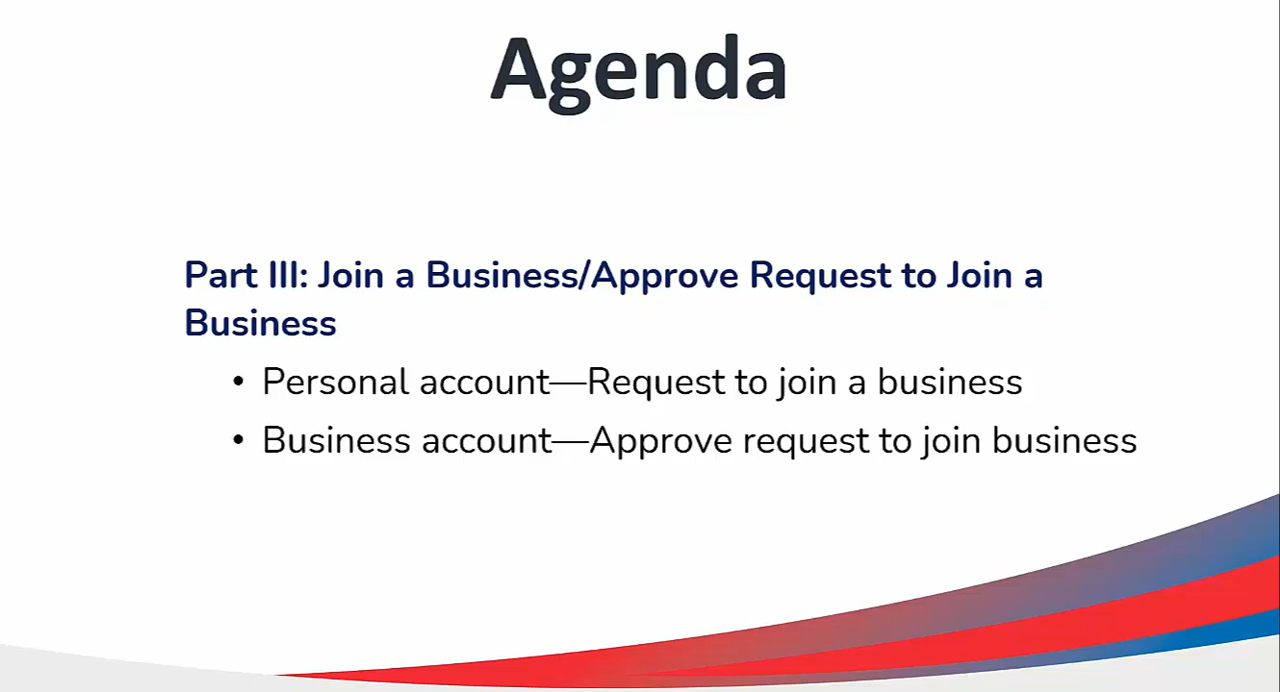 Agenda
Part III: Join a Business/Approve Request to Join a
Business
• Personal account—Request to join a business
• Business account—Approve request to join business